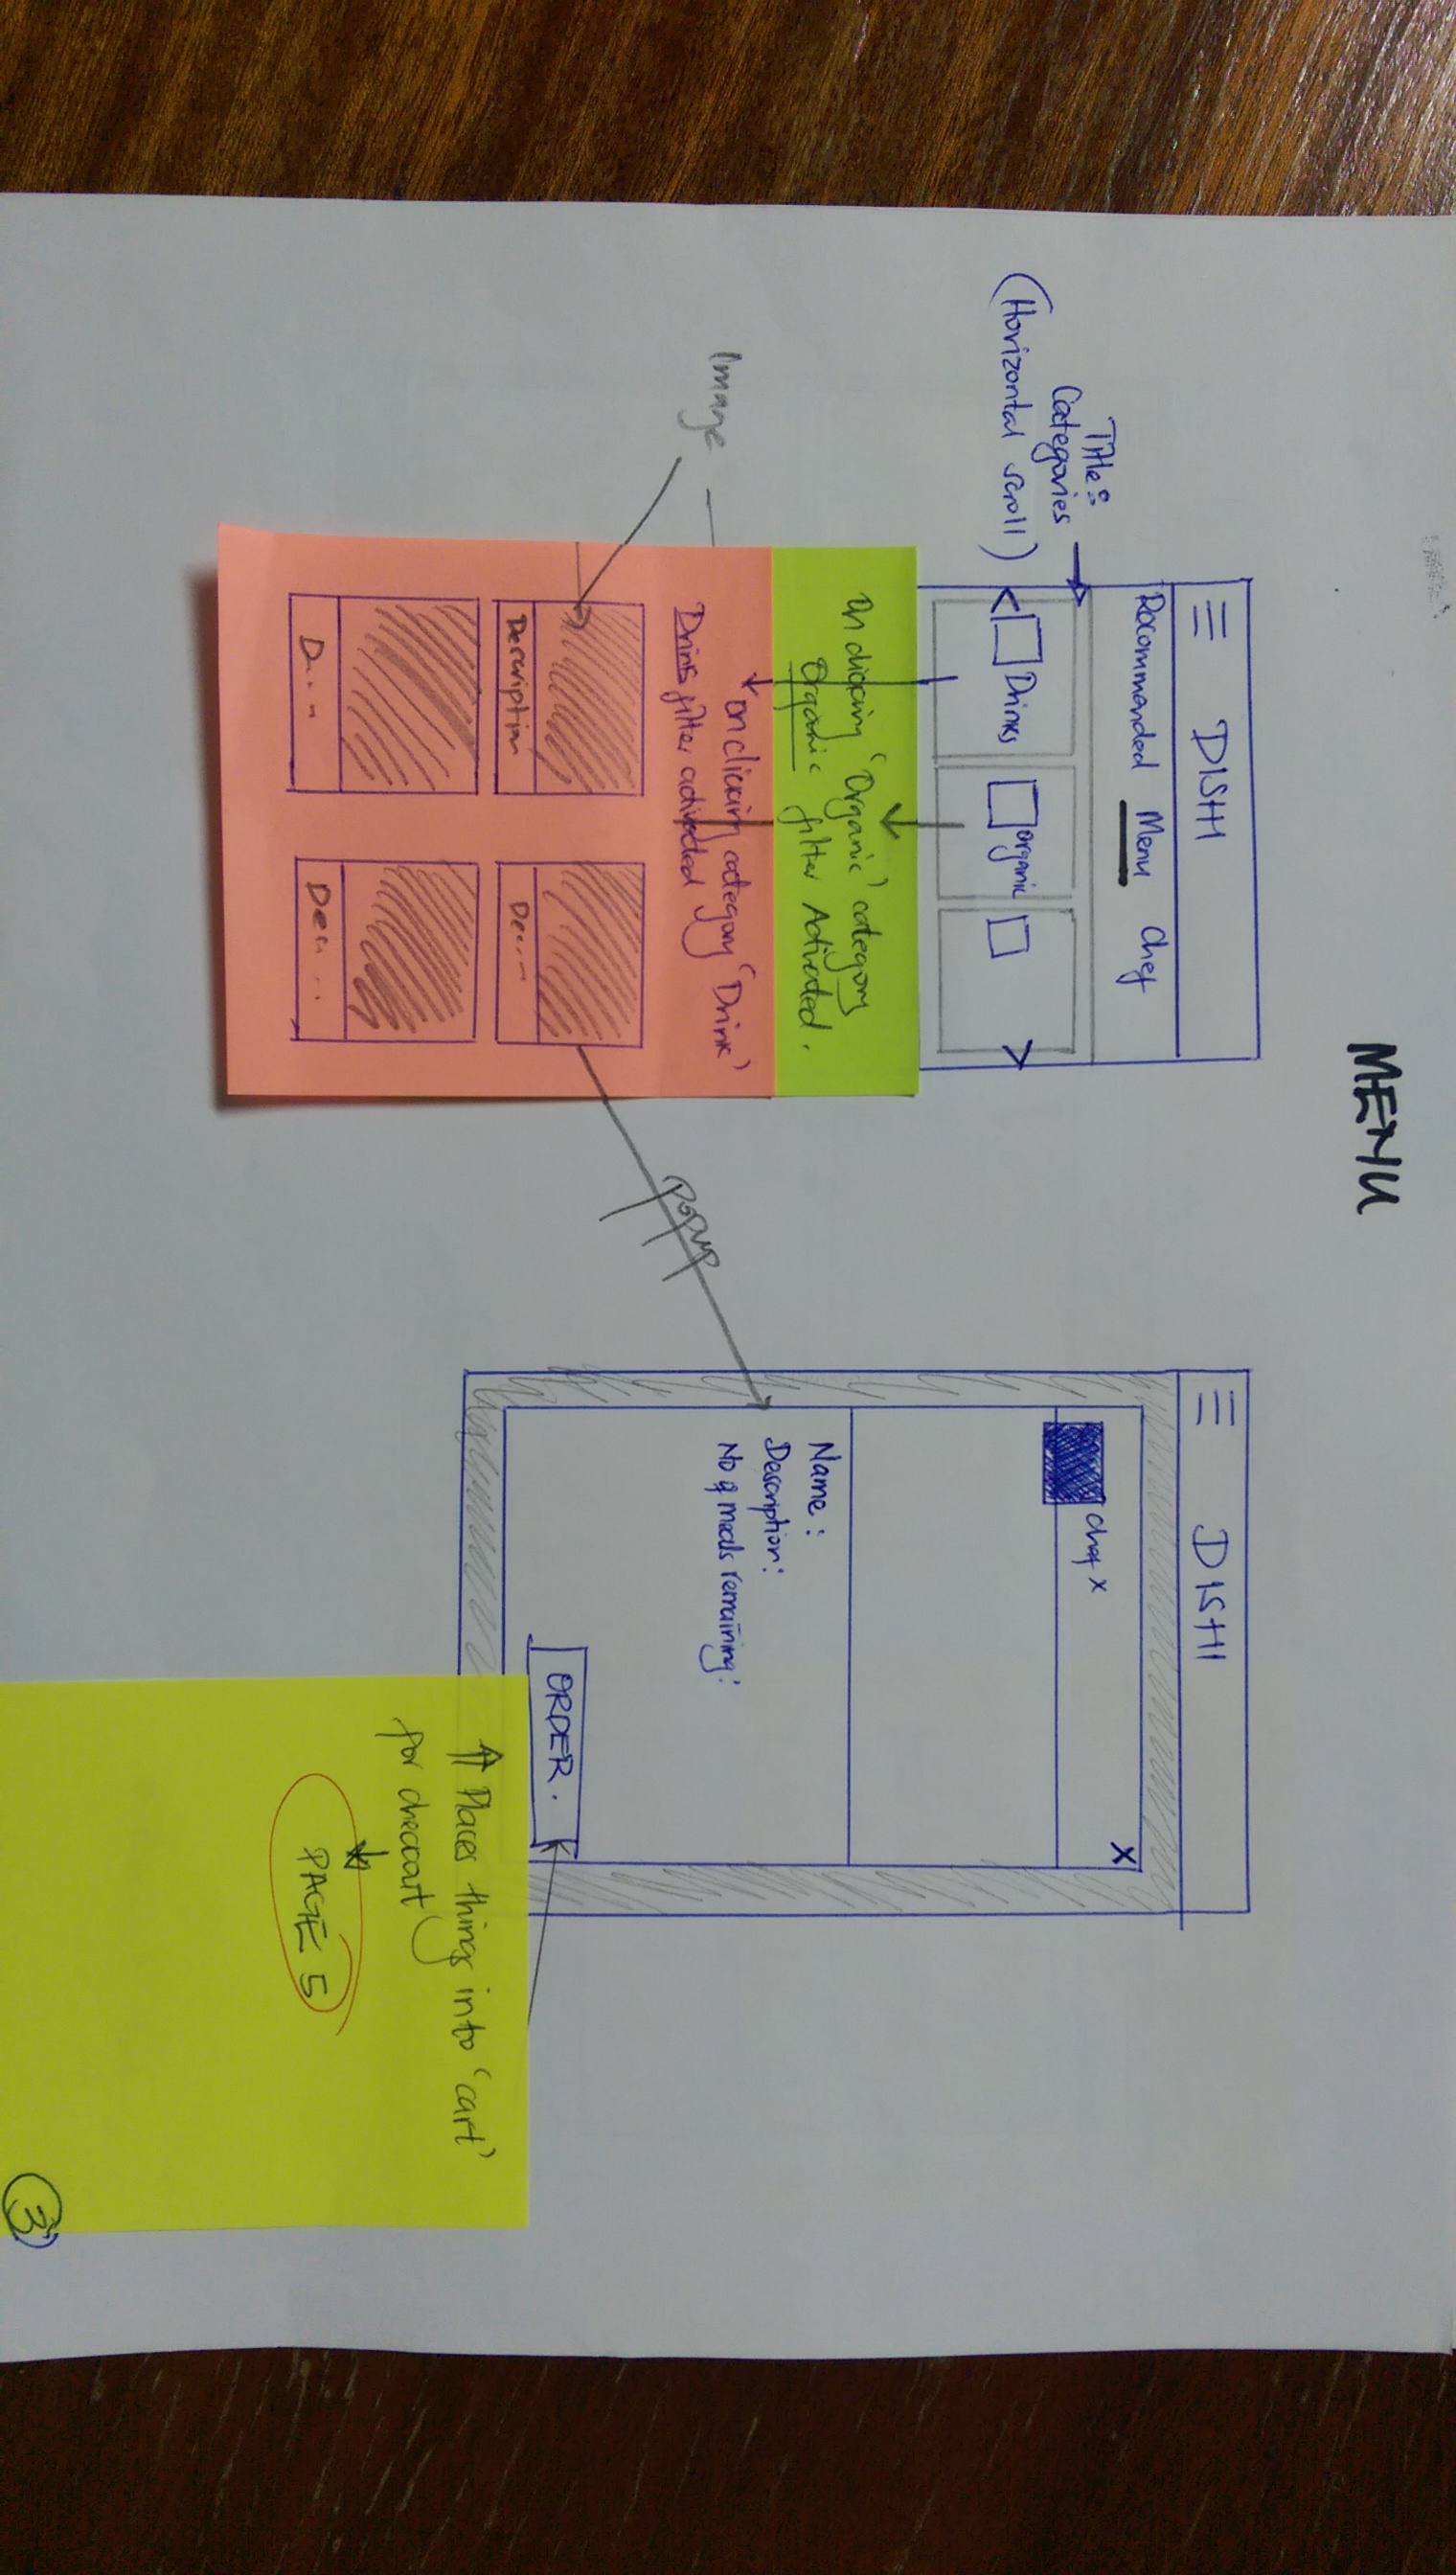 MENU
DISHI
Recommended Menu Chef
Title:
Categories
(Horizontal scroll)
< Drinks organic >
On clicking 'Organic' category
Organic filter Activated.
on clicking category 'Drink'
Drinks filter activated
Image
Description
De....
D....
Des...
popup
DISHI
X
Chef X
Name :
Description:
No of meals remaining:
ORDER.
Places things into 'cart'
for checkout
PAGE 5
3